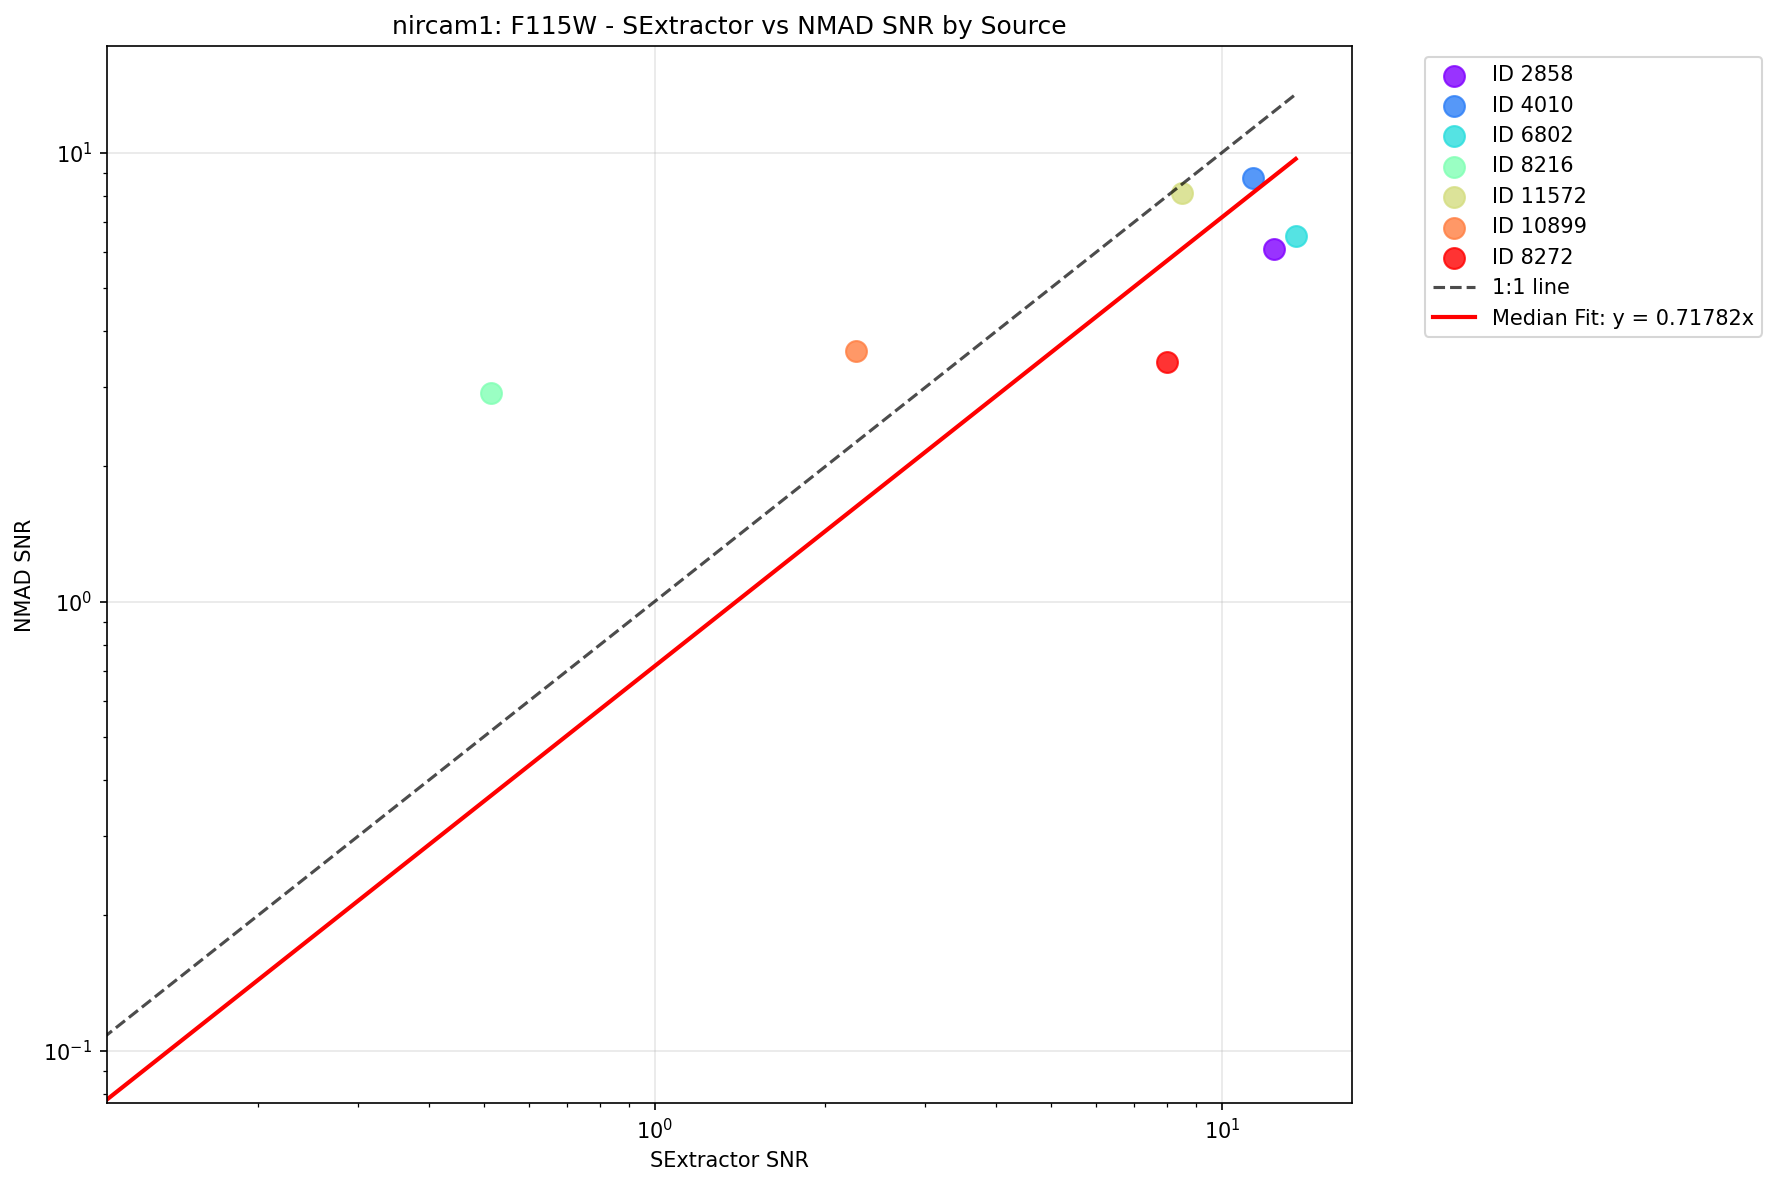 nircam1: F115W - SExtractor vs NMAD SNR by Source
ID 2858
ID 4010
ID 6802
ID 8216
ID 11572
ID 10899
ID 8272
1:1 line
Median Fit: y = 0.71782x
NMAD SNR
10¹
10⁰
10⁻¹
10⁰
10¹
SExtractor SNR